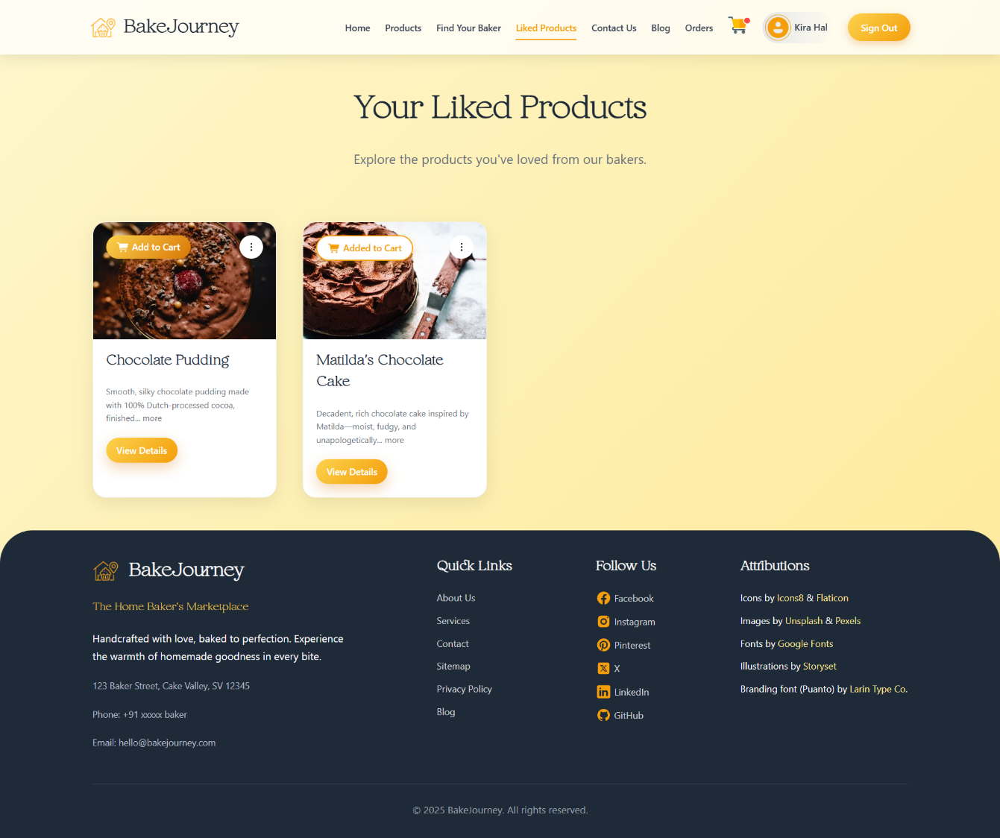 BakeJourney
Home
Products
Find Your Baker
Liked Products
Contact Us
Blog
Orders
Kira Hal
Sign Out
Your Liked Products
Explore the products you've loved from our bakers.
Add to Cart
Chocolate Pudding
Smooth, silky chocolate pudding made
with 100% Dutch-processed cocoa,
finished... more
View Details
Added to Cart
Matilda's Chocolate
Cake
Decadent, rich chocolate cake inspired by
Matilda—moist, fudgy, and
unapologetically... more
View Details
BakeJourney
The Home Baker's Marketplace
Handcrafted with love, baked to perfection. Experience
the warmth of homemade goodness in every bite.
123 Baker Street, Cake Valley, SV 12345
Phone: +91 xxxxx baker
Email: hello@bakejourney.com
Quick Links
About Us
Services
Contact
Sitemap
Privacy Policy
Blog
Follow Us
Facebook
Instagram
Pinterest
X
LinkedIn
GitHub
Attributions
Icons by Icons8 & Flaticon
Images by Unsplash & Pexels
Fonts by Google Fonts
Illustrations by Storyset
Branding font (Puanto) by Larin Type Co.
© 2025 BakeJourney. All rights reserved.